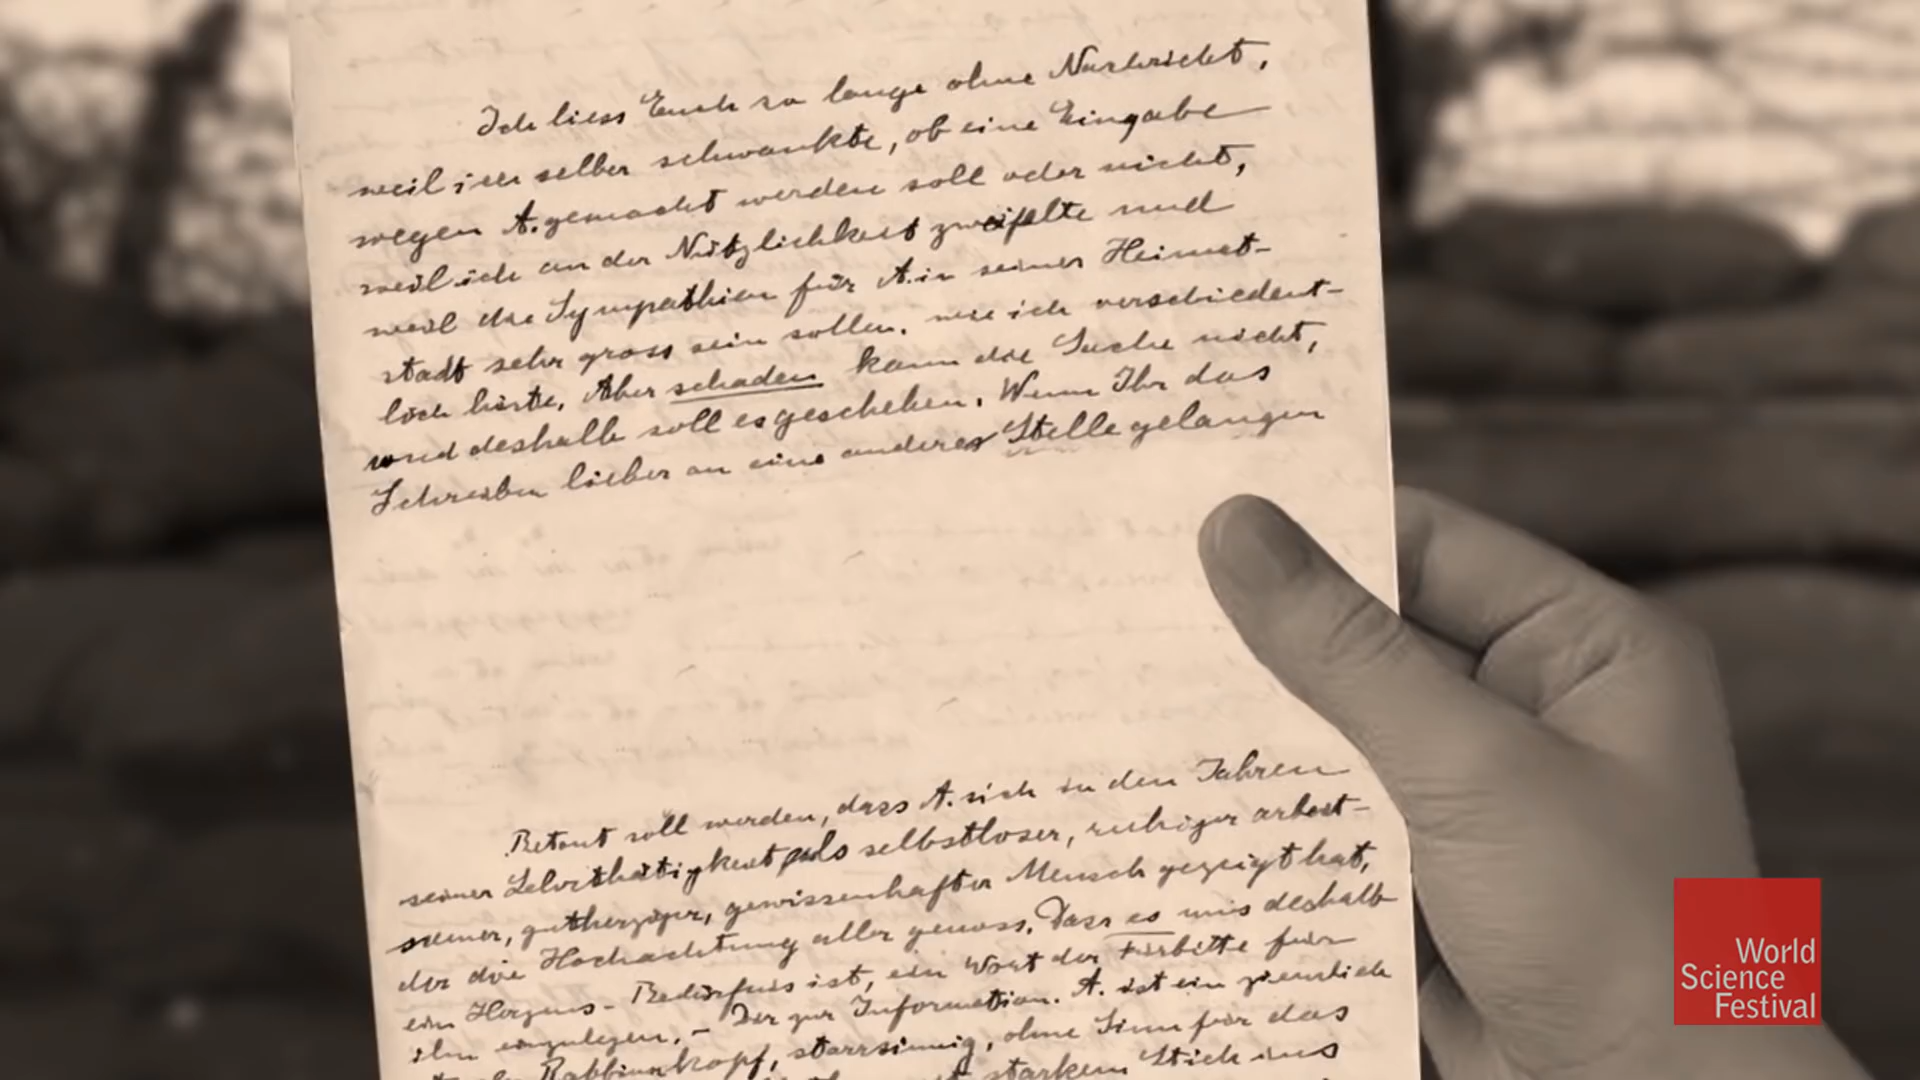 Ich liess Euch so lange ohne Nachricht,
weil ich selber schwankte, ob eine Eingabe
wegen A. gemacht werden soll oder nicht,
weil ich an der Nützlichkeit zweifelte und
weil die Sympathien für A. in seiner Heimat-
stadt sehr gross sein sollen, wie ich verschiedent-
lich hörte. Aber schaden kann die Sache nicht,
und deshalb soll es geschehen. Wenn Ihr das
Schreiben lieber an eine andere Stelle gelangen
Betont soll werden, dass A. sich in den Jahren
seiner Lehrthätigkeit als selbstloser, ruhiger arbeit-
samer, gutherziger, gewissenhafter Mensch gezeigt hat,
der die Hochachtung aller genoss. Dass es uns deshalb
ein Herzens-Bedürfnis ist, ein Wort der Fürbitte für
ihn einzulegen. - Der zur Information. A. ist ein ziemlich
Rabbinerkopf, starrsinnig, ohne Sinn für das
starkem Stich ins
World
Science
Festival